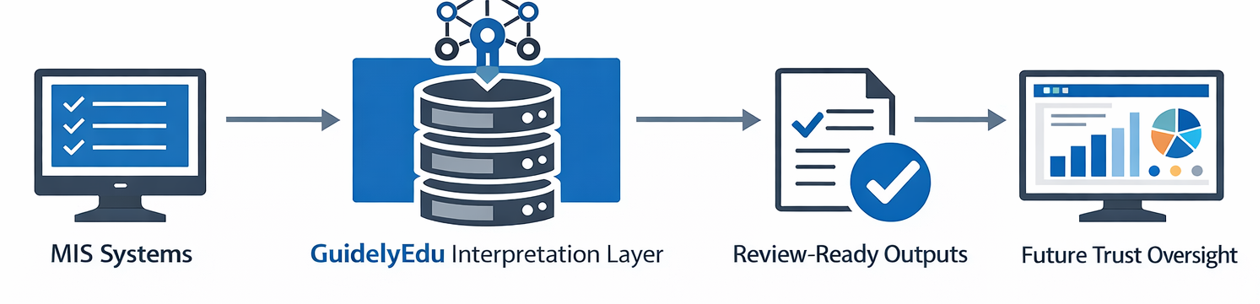 MIS Systems
GuidelyEdu Interpretation Layer
Review-Ready Outputs
Future Trust Oversight